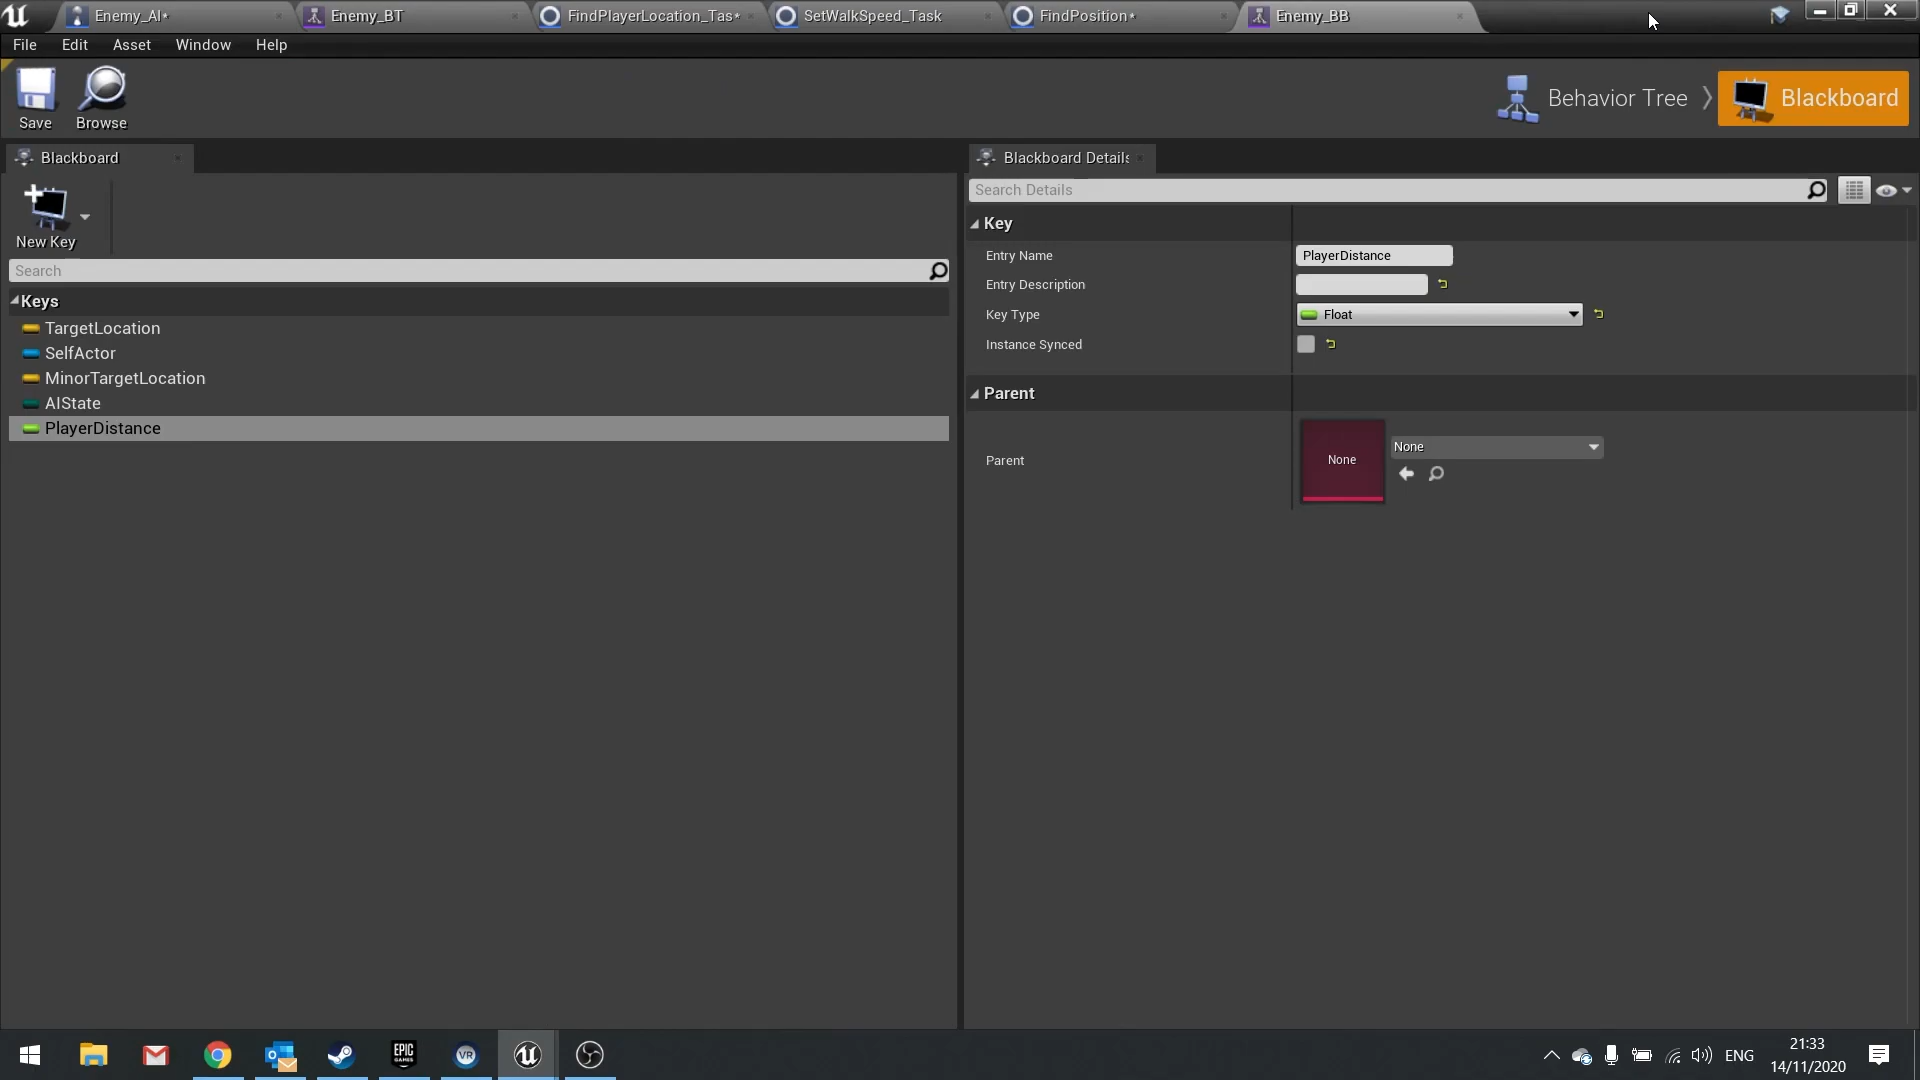 Enemy_AI*
Enemy_BT
FindPlayerLocation_Tas*
SetWalkSpeed_Task
FindPosition*
Enemy_BB
File
Edit
Asset
Window
Help
Save
Browse
Behavior Tree
Blackboard
Blackboard
Blackboard Details
New Key
Search
Search Details
Keys
TargetLocation
SelfActor
MinorTargetLocation
AIState
PlayerDistance
Key
Entry Name
PlayerDistance
Entry Description
Key Type
Float
Instance Synced
Parent
Parent
None
None
EPIC
GAMES
VR
ENG
21:33
14/11/2020